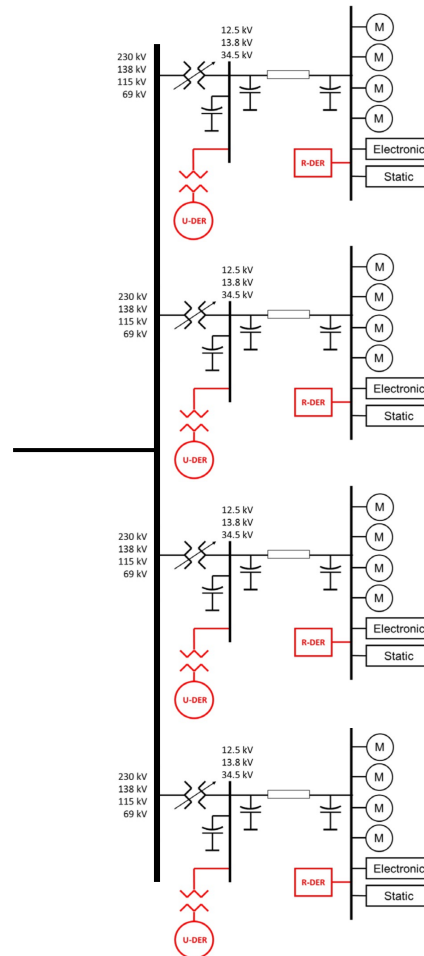 12.5 kV
13.8 kV
34.5 kV
230 kV
138 kV
115 kV
69 kV
M
M
M
M
Electronic
R-DER
Static
U-DER
12.5 kV
13.8 kV
34.5 kV
230 kV
138 kV
115 kV
69 kV
M
M
M
M
Electronic
R-DER
Static
U-DER
12.5 kV
13.8 kV
34.5 kV
230 kV
138 kV
115 kV
69 kV
M
M
M
M
Electronic
R-DER
Static
U-DER
12.5 kV
13.8 kV
34.5 kV
230 kV
138 kV
115 kV
69 kV
M
M
M
M
Electronic
R-DER
Static
U-DER